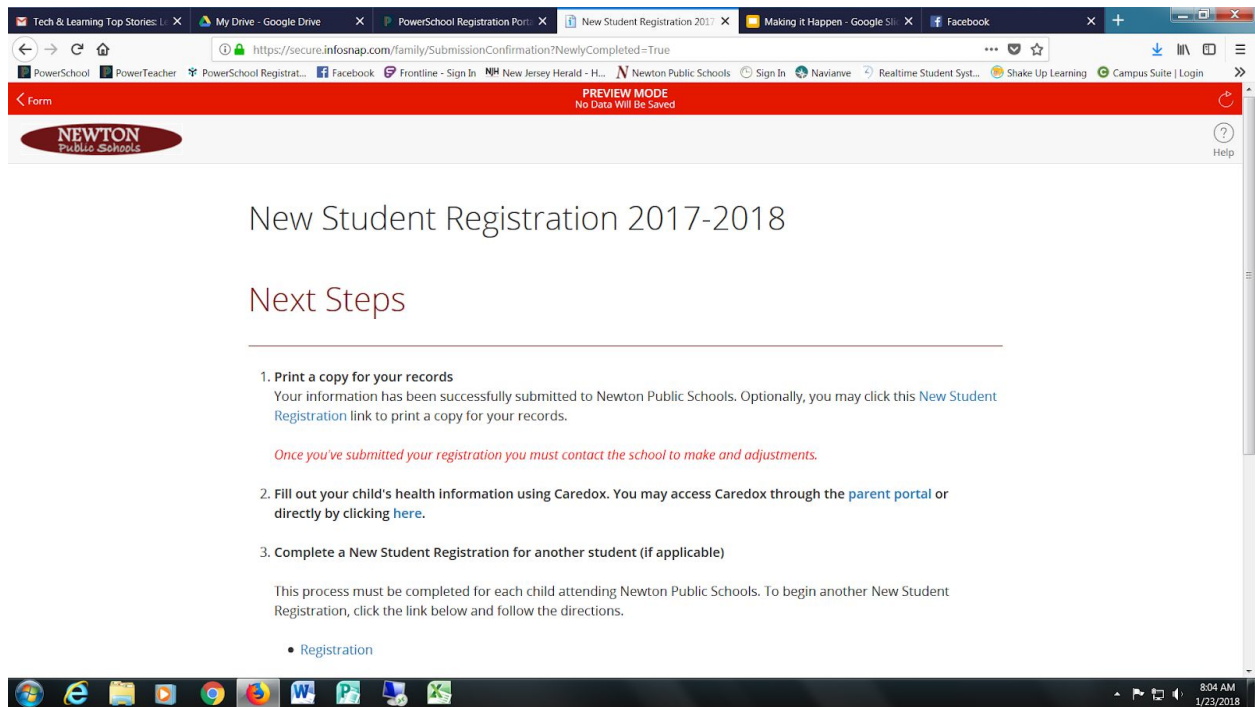 Tech & Learning Top Stories: Le
My Drive - Google Drive
PowerSchool Registration Porta
New Student Registration 2017
Making it Happen - Google Slid
Facebook
https://secure.infosnap.com/family/SubmissionConfirmation?NewlyCompleted=True
PowerSchool
PowerTeacher
PowerSchool Registrat...
Facebook
Frontline - Sign In
NJH New Jersey Herald - H...
N Newton Public Schools
Sign In
Navianve
Realtime Student Syst...
Shake Up Learning
Campus Suite | Login
Form
PREVIEW MODE
No Data Will Be Saved
NEWTON
Public Schools
?
Help
New Student Registration 2017-2018
Next Steps
1. Print a copy for your records
Your information has been successfully submitted to Newton Public Schools. Optionally, you may click this New Student
Registration link to print a copy for your records.
Once you've submitted your registration you must contact the school to make and adjustments.
2. Fill out your child's health information using Caredox. You may access Caredox through the parent portal or
directly by clicking here.
3. Complete a New Student Registration for another student (if applicable)
This process must be completed for each child attending Newton Public Schools. To begin another New Student
Registration, click the link below and follow the directions.
• Registration
8:04 AM
1/23/2018